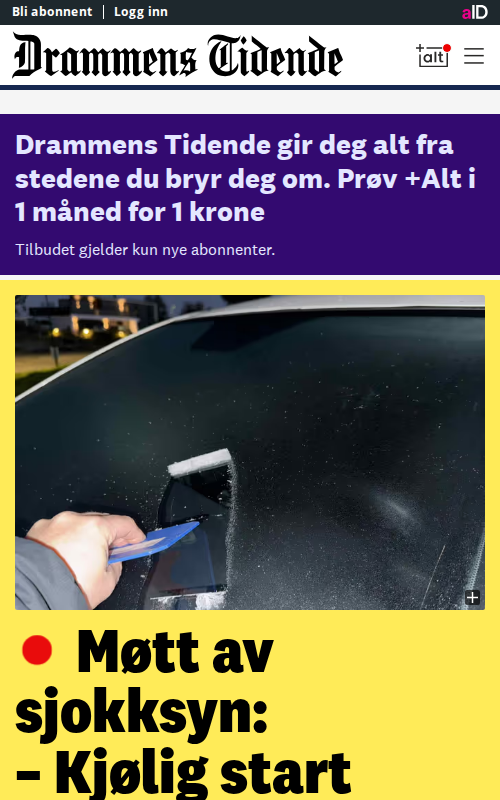 Bli abonnent
Logg inn
aID
Drammens Tidende
+alt
Drammens Tidende gir deg alt fra
stedene du bryr deg om. Prøv +Alt i
1 måned for 1 krone
Tilbudet gjelder kun nye abonnenter.
Møtt av
sjokksyn:
– Kjølig start